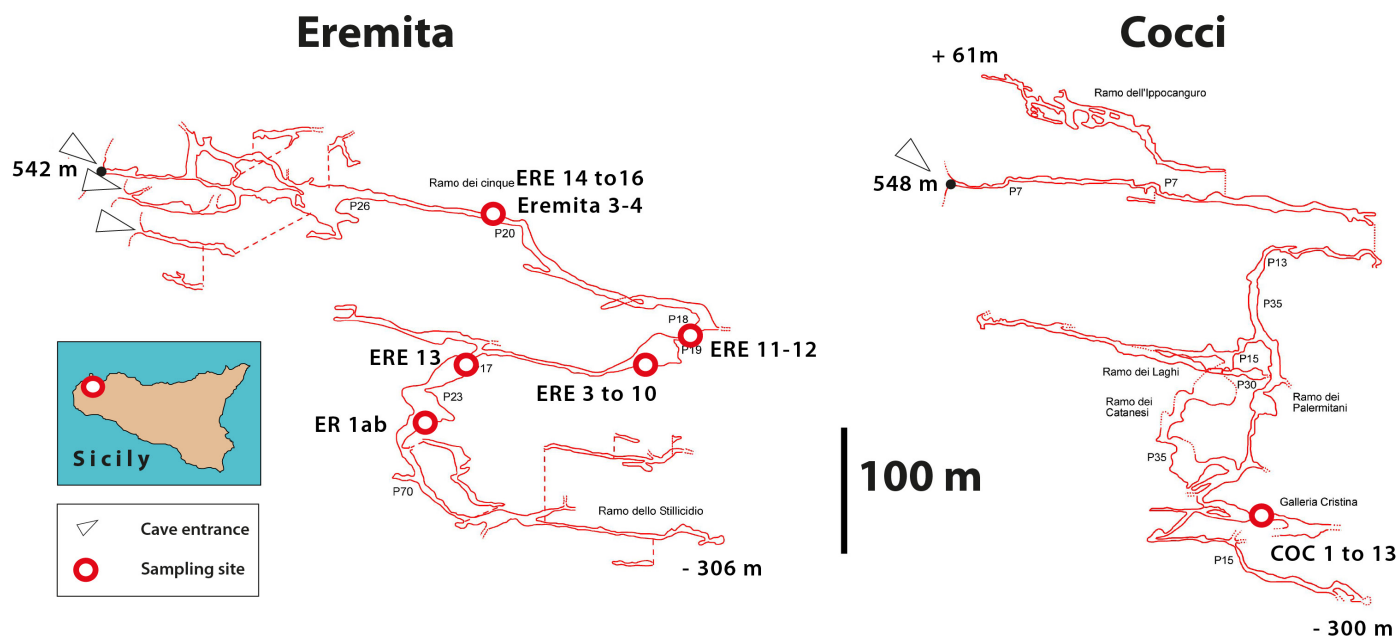 Eremita
542 m
Ramo dei cinque
ERE 14 to16
Eremita 3-4
P26
P20
P18
P19
ERE 11-12
ERE 13
17
ERE 3 to 10
P23
ER 1ab
P70
Ramo dello Stillicidio
- 306 m
Sicily
Cave entrance
Sampling site
100 m
Cocci
+ 61m
Ramo dell'Ippocanguro
548 m
P7
P7
P13
P35
P15
Ramo dei Laghi
P30
Ramo dei
Catanesi
Ramo dei
Palermitani
P35
Galleria Cristina
COC 1 to 13
P15
- 300 m